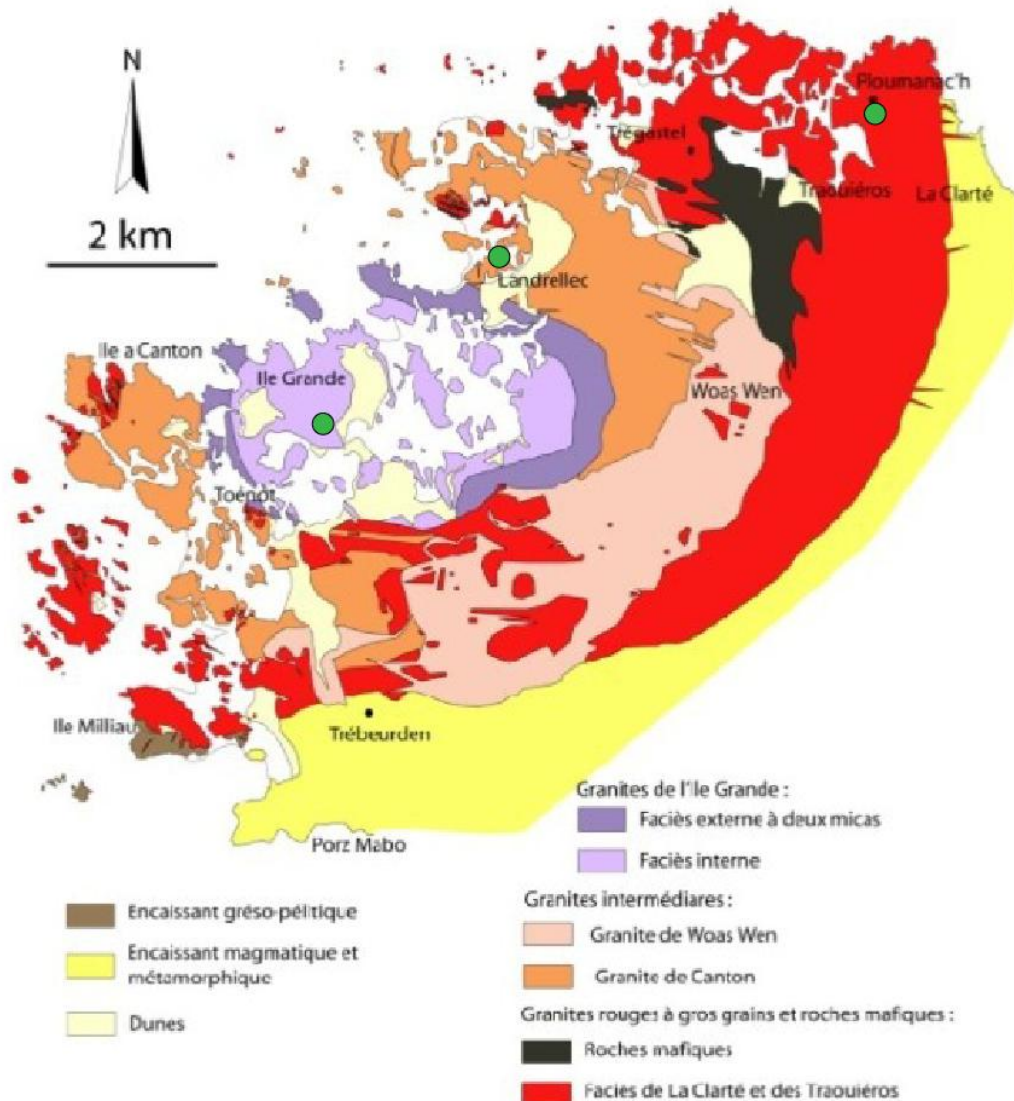 N
2 km
Ploumanac'h
Trégastel
Traouiéros
La Clarté
Landrellec
Ile a Canton
Ile Grande
Woas Wen
Toénot
Ile Milliau
Trébeurden
Porz Mabo
Granites de l'Ile Grande :
Faciès externe à deux micas
Faciès interne
Granites intermédiares :
Granite de Woas Wen
Granite de Canton
Granites rouges à gros grains et roches mafiques :
Roches mafiques
Facies de La Clarté et des Traouiéros
Encaissant gréso-pélitique
Encaissant magmatique et
métamorphique
Dunes